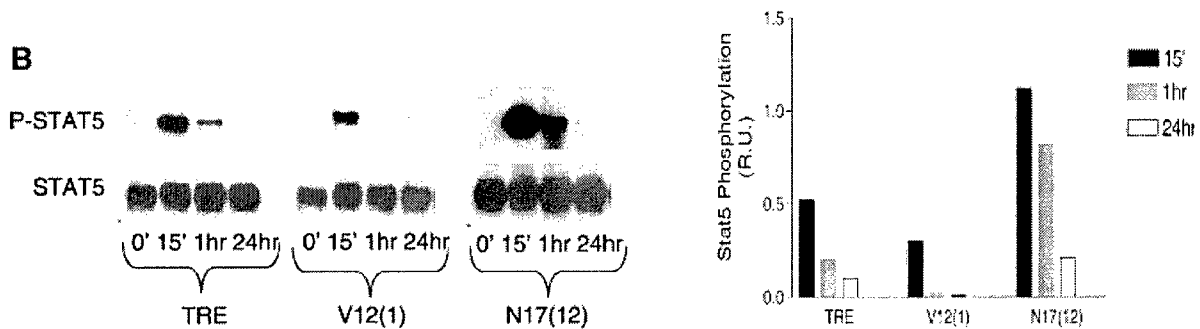 B
P-STAT5
STAT5
0' 15' 1hr 24hr 0' 15' 1hr 24hr 0' 15' 1hr 24hr
TRE V12(1) N17(12)
Stat5 Phosphorylation
(R.U.)
1.5
1.0
0.5
0.0
TRE V12(1) N17(12)
15'
1hr
24hr